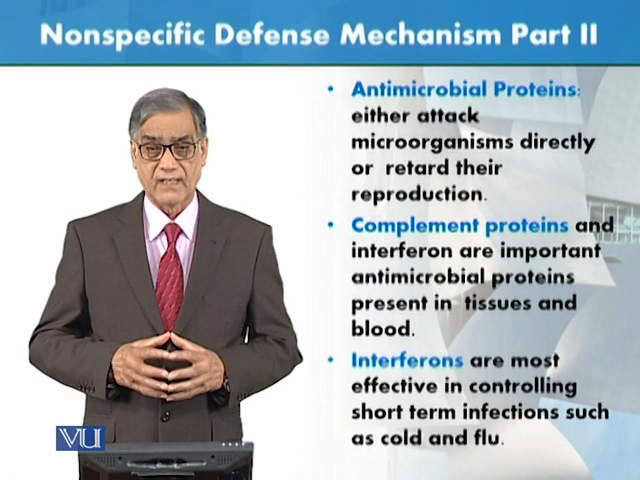 Nonspecific Defense Mechanism Part II
• Antimicrobial Proteins:
either attack
microorganisms directly
or retard their
reproduction.
• Complement proteins and
interferon are important
antimicrobial proteins
present in tissues and
blood.
• Interferons are most
effective in controlling
short term infections such
as cold and flu.
VU